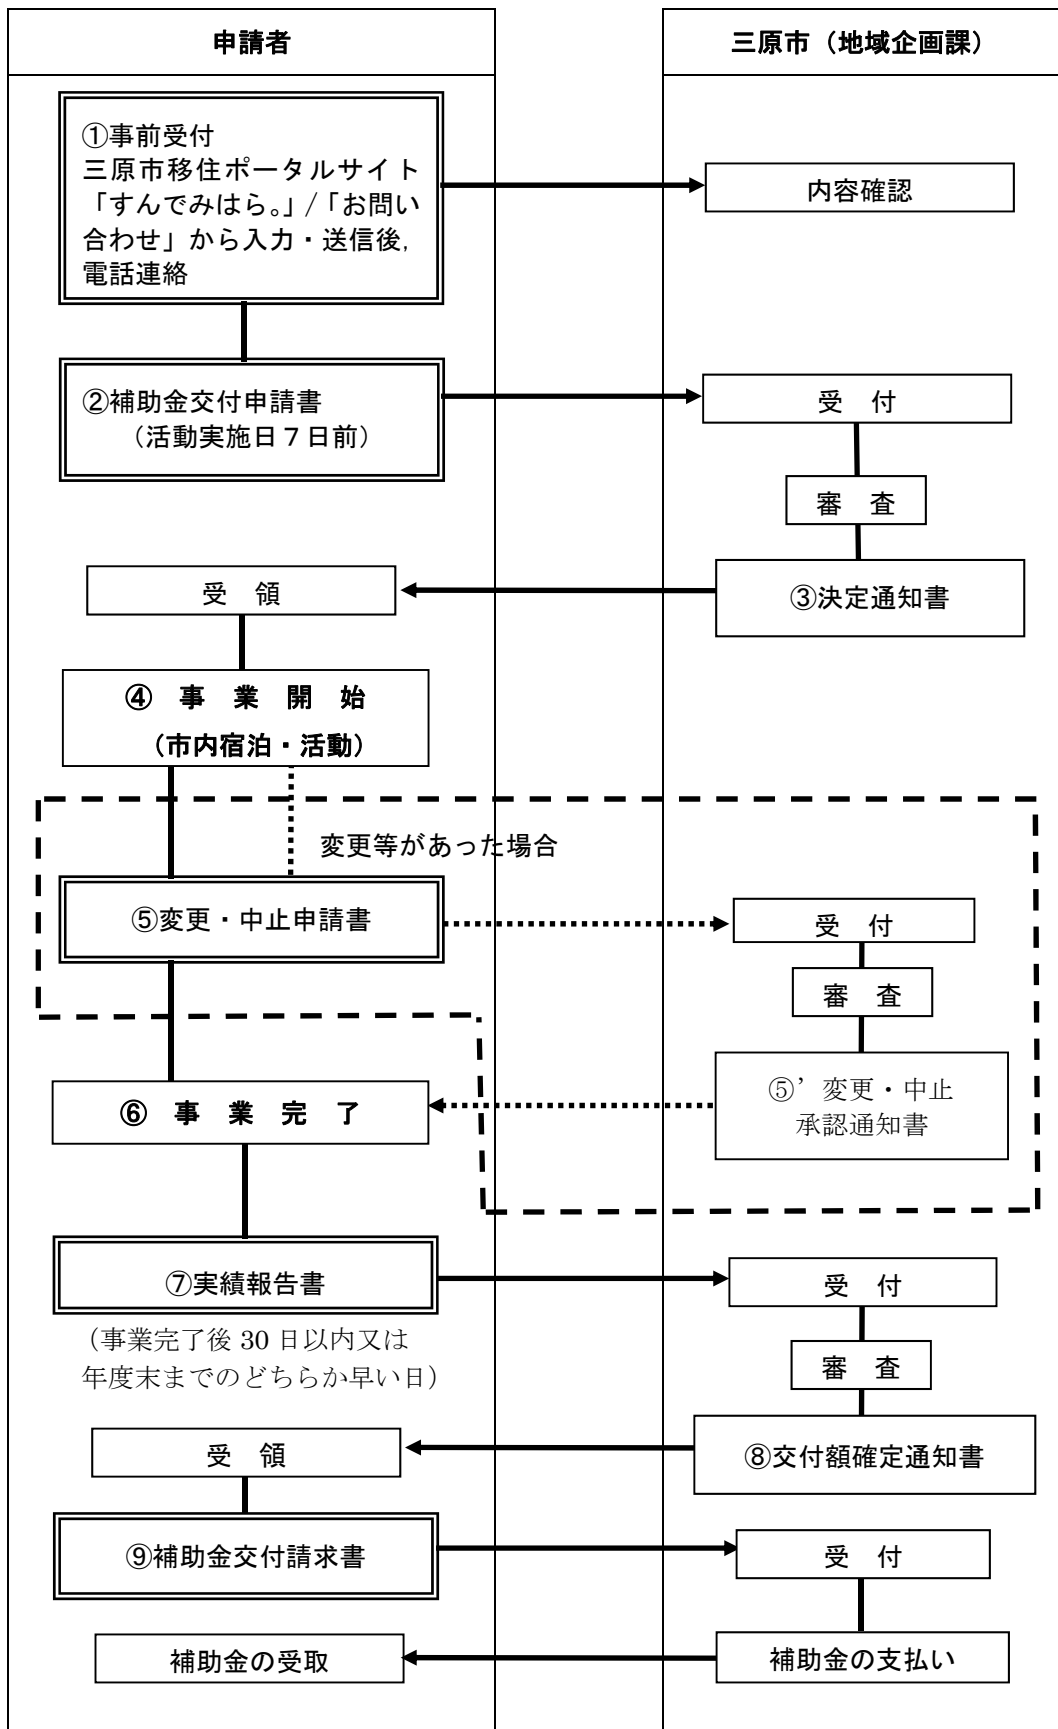 申請者
三原市（地域企画課）
①事前受付
三原市移住ポータルサイト
「すんでみはら。」/「お問い
合わせ」から入力・送信後,
電話連絡
内容確認
②補助金交付申請書
（活動実施日７日前）
受　付
審　査
③決定通知書
受　領
④　事　業　開　始
（市内宿泊・活動）
変更等があった場合
⑤変更・中止申請書
受　付
審　査
⑤’変更・中止
承認通知書
⑥　事　業　完　了
⑦実績報告書
（事業完了後 30 日以内又は
年度末までのどちらか早い日）
受　付
審　査
⑧交付額確定通知書
受　領
⑨補助金交付請求書
受　付
補助金の支払い
補助金の受取